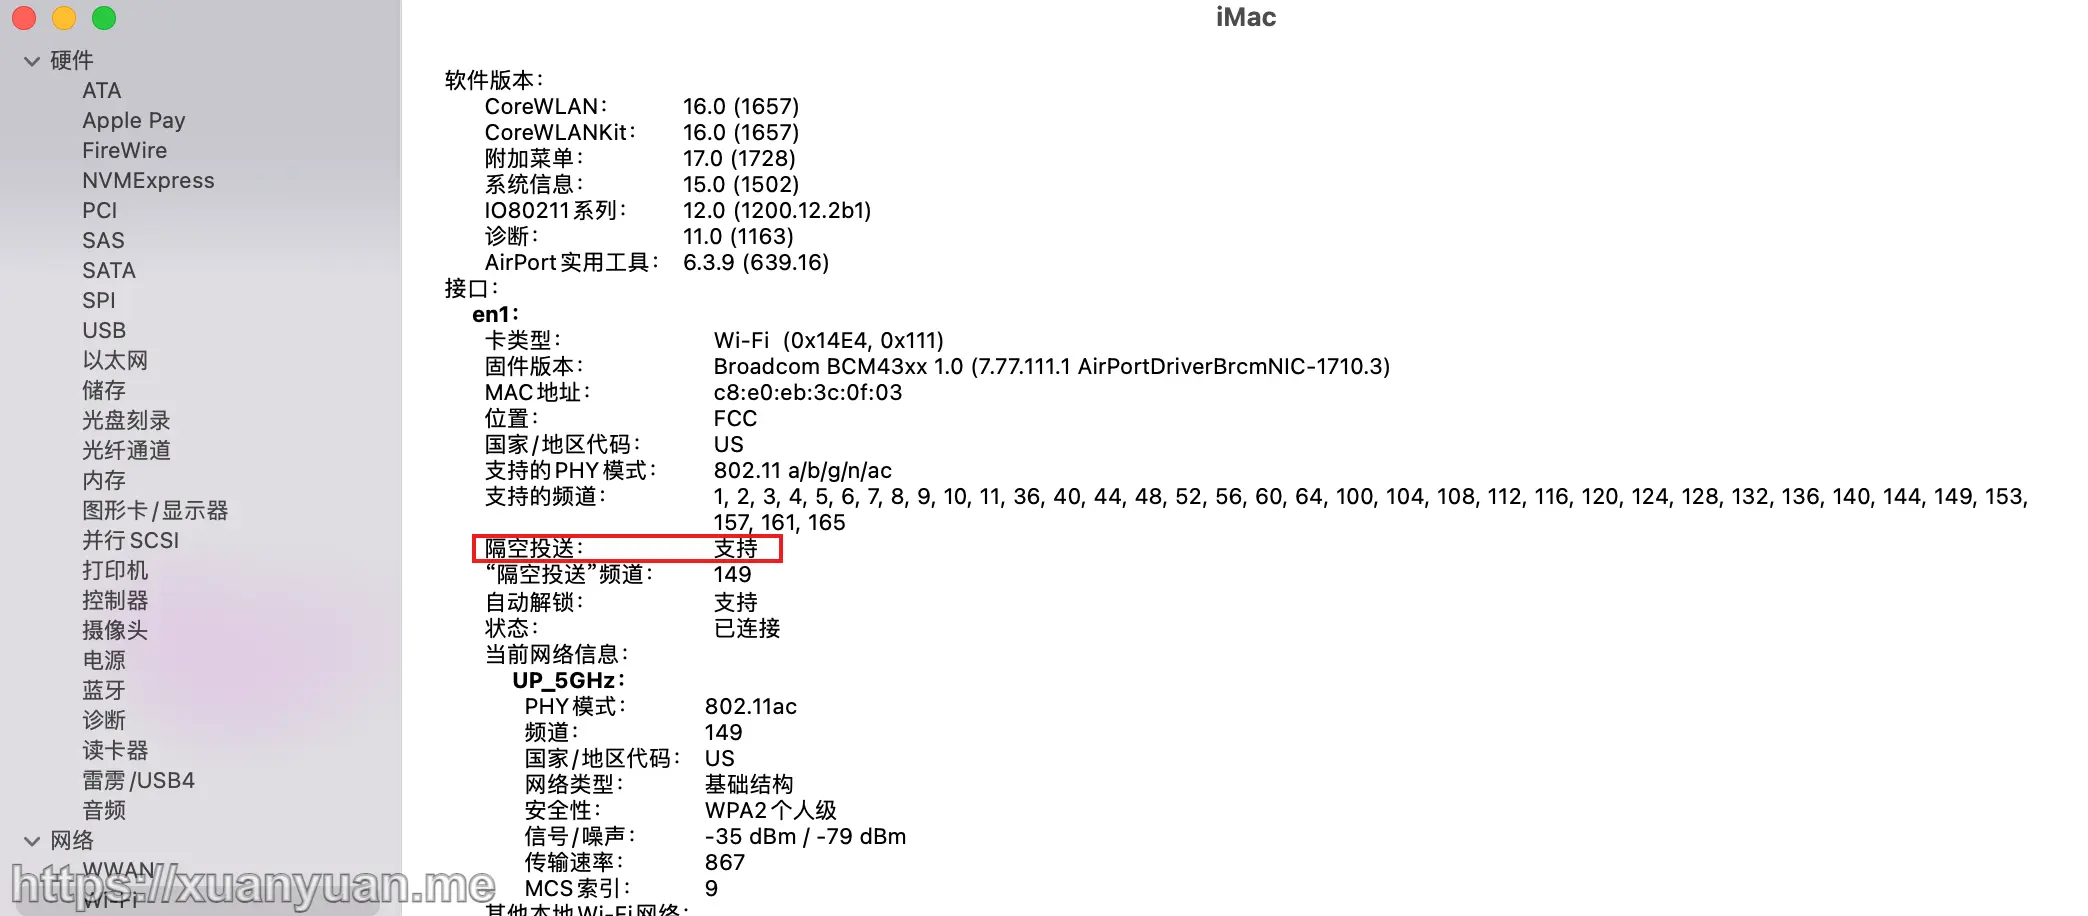 iMac
硬件
ATA
Apple Pay
FireWire
NVMExpress
PCI
SAS
SATA
SPI
USB
以太网
储存
光盘刻录
光纤通道
内存
图形卡/显示器
并行SCSI
打印机
控制器
摄像头
电源
蓝牙
诊断
读卡器
雷雳/USB4
音频
网络
WWAN
Wi-Fi
https://xuanyuan.me
软件版本：
CoreWLAN： 16.0 (1657)
CoreWLANKit： 16.0 (1657)
附加菜单： 17.0 (1728)
系统信息： 15.0 (1502)
IO80211系列： 12.0 (1200.12.2b1)
诊断： 11.0 (1163)
AirPort实用工具： 6.3.9 (639.16)
接口：
en1：
卡类型： Wi-Fi (0x14E4, 0x111)
固件版本： Broadcom BCM43xx 1.0 (7.77.111.1 AirPortDriverBrcmNIC-1710.3)
MAC地址： c8:e0:eb:3c:0f:03
位置： FCC
国家/地区代码： US
支持的PHY模式： 802.11 a/b/g/n/ac
支持的频道： 1, 2, 3, 4, 5, 6, 7, 8, 9, 10, 11, 36, 40, 44, 48, 52, 56, 60, 64, 100, 104, 108, 112, 116, 120, 124, 128, 132, 136, 140, 144, 149, 153,
157, 161, 165
隔空投送： 支持
“隔空投送”频道： 149
自动解锁： 支持
状态： 已连接
当前网络信息：
UP_5GHz：
PHY模式： 802.11ac
频道： 149
国家/地区代码： US
网络类型： 基础结构
安全性： WPA2个人级
信号/噪声： -35 dBm / -79 dBm
传输速率： 867
MCS索引： 9
其他本地Wi-Fi网络：